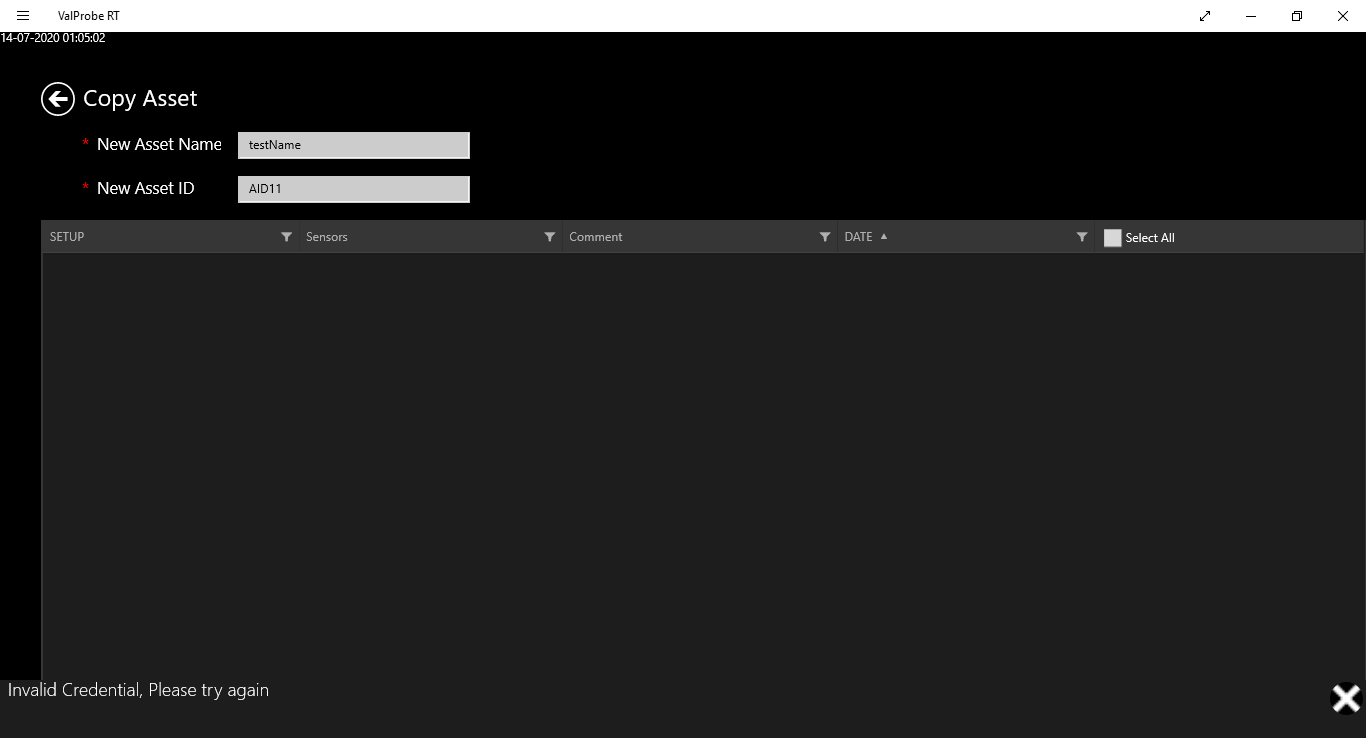 ValProbe RT
14-07-2020 01:05:02
Copy Asset
* New Asset Name testName
* New Asset ID AID11
SETUP Sensors Comment DATE Select All
Invalid Credential, Please try again